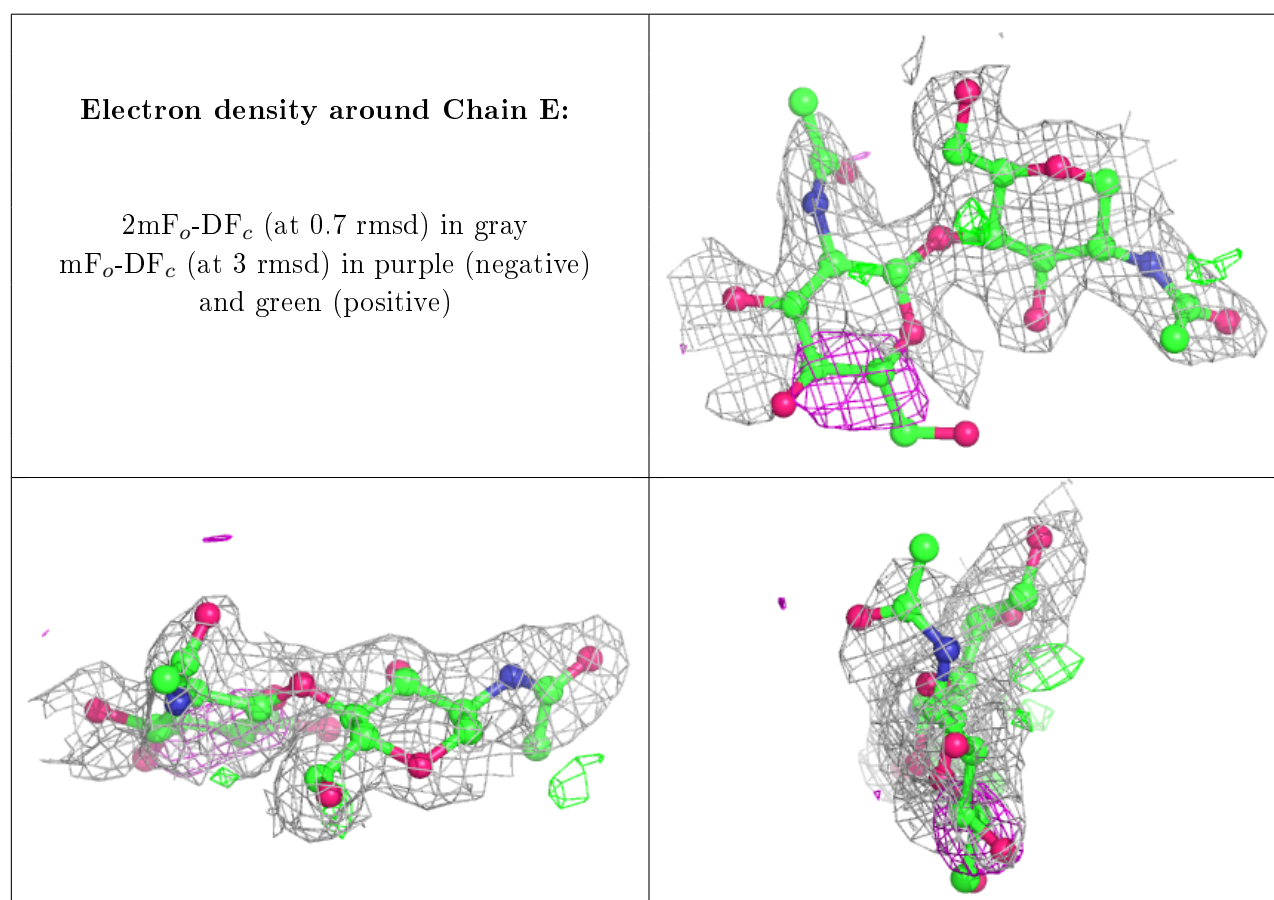 Electron density around Chain E:
2mFo-DFc (at 0.7 rmsd) in gray
mFo-DFc (at 3 rmsd) in purple (negative)
and green (positive)